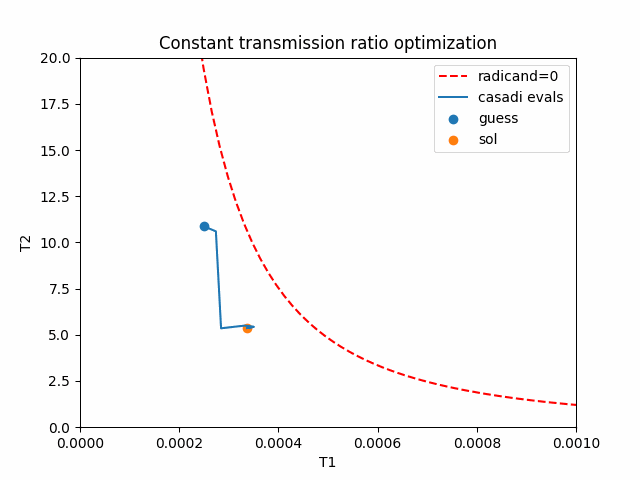 Constant transmission ratio optimization
radicand=0
casadi evals
guess
sol
20.0
17.5
15.0
12.5
10.0
7.5
5.0
2.5
0.0
T2
0.0000
0.0002
0.0004
0.0006
0.0008
0.0010
T1